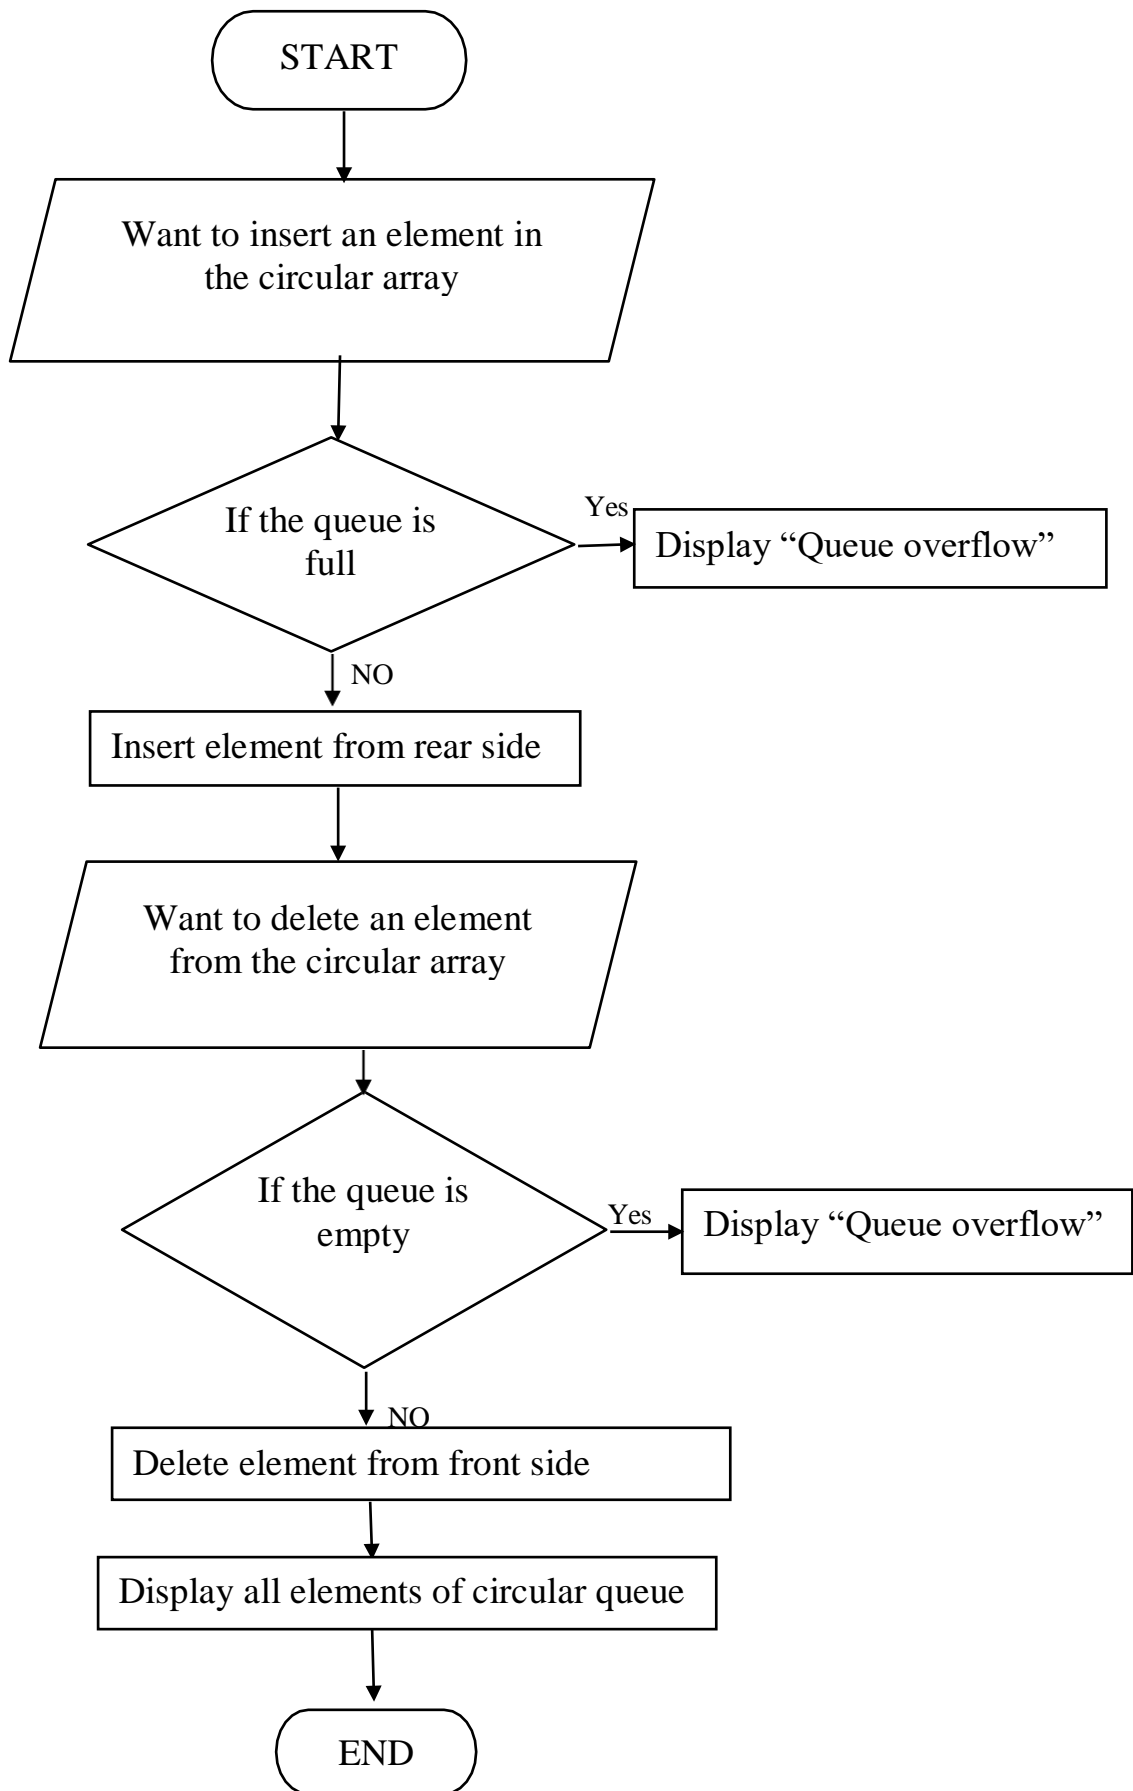 START
Want to insert an element in
the circular array
If the queue is
full
Yes
Display “Queue overflow”
NO
Insert element from rear side
Want to delete an element
from the circular array
If the queue is
empty
Yes
Display “Queue overflow”
NO
Delete element from front side
Display all elements of circular queue
END